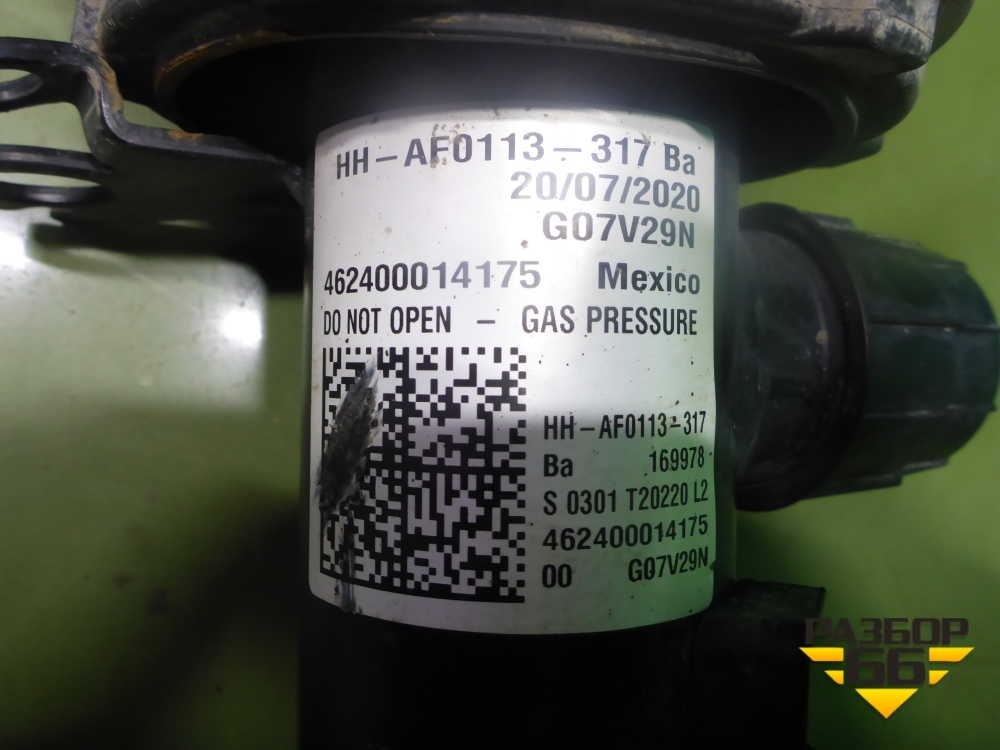 HH-AF0113-317 Ba
20/07/2020
G07V29N
462400014175 Mexico
DO NOT OPEN - GAS PRESSURE
HH-AF0113-317
Ba 169978
S 0301 T20220 L2
462400014175
00 G07V29N
РАЗБОР
66